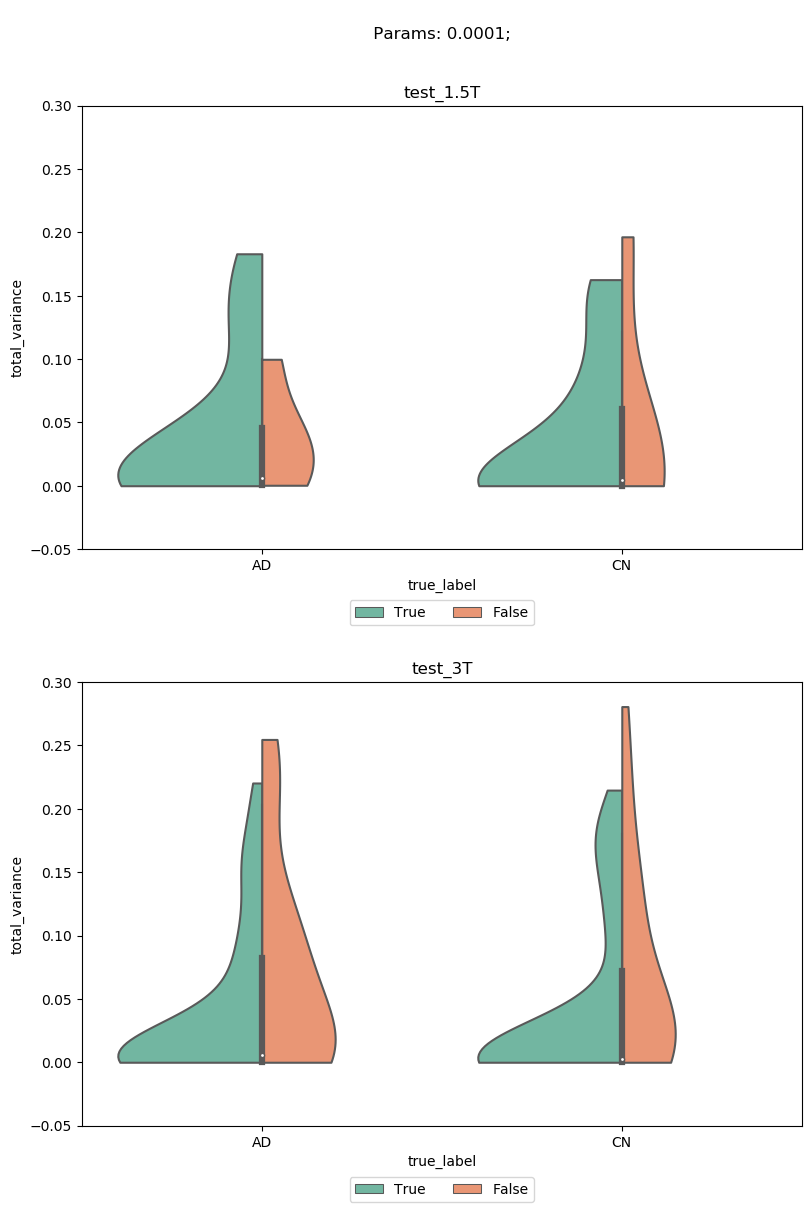 Params: 0.0001;
test_1.5T
0.30
0.25
0.20
0.15
0.10
0.05
0.00
−0.05
total_variance
AD CN
true_label
True False
test_3T
0.30
0.25
0.20
0.15
0.10
0.05
0.00
−0.05
total_variance
AD CN
true_label
True False